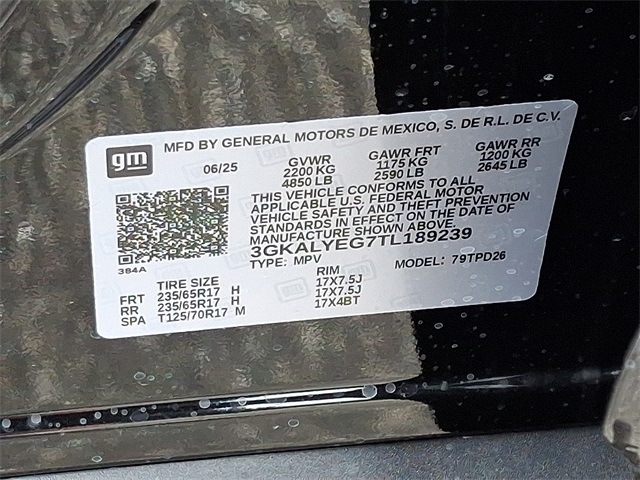 gm MFD BY GENERAL MOTORS DE MEXICO, S. DE R.L. DE C.V.
06/25 GVWR GAWR FRT GAWR RR
2200 KG 1175 KG 1200 KG
4850 LB 2590 LB 2645 LB
THIS VEHICLE CONFORMS TO ALL
APPLICABLE U.S. FEDERAL MOTOR
VEHICLE SAFETY AND THEFT PREVENTION
STANDARDS IN EFFECT ON THE DATE OF
MANUFACTURE SHOWN ABOVE.
3GKALYEG7TL189239
TYPE: MPV MODEL: 79TPD26
384A
TIRE SIZE RIM
FRT 235/65R17 H 17X7.5J
RR 235/65R17 H 17X7.5J
SPA T125/70R17 M 17X4BT